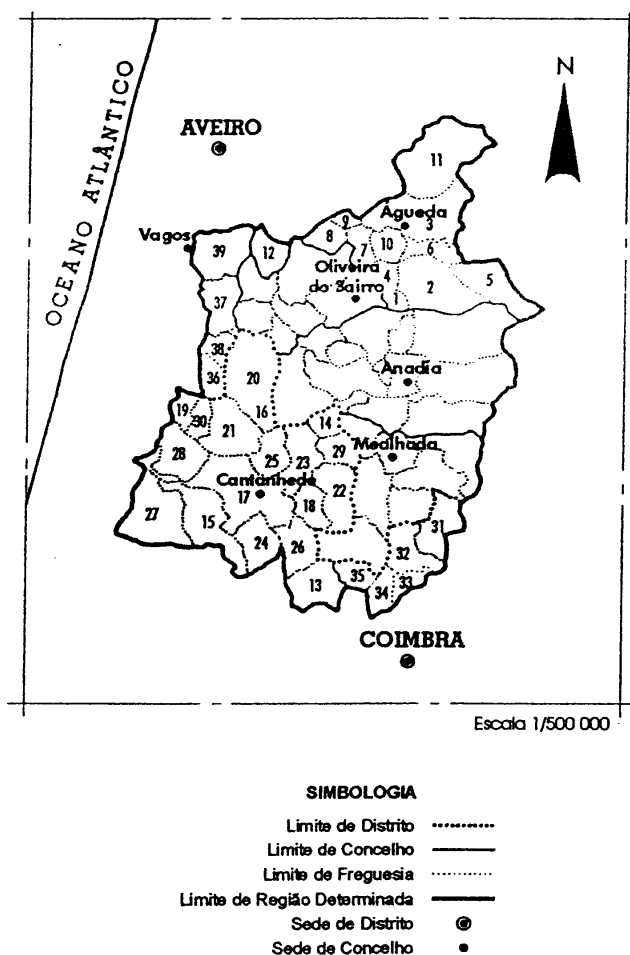 N
OCEANO ATLÂNTICO
AVEIRO
11
Águeda
9
3
8
10
Vagos
12
7
6
39
Oliveira
4
5
2
do Bairro
1
37
38
Anadia
36
20
19
16
30
14
21
Mealhada
28
25
23
29
Cantanhede
17
22
18
27
15
31
24
26
32
35
13
33
34
COIMBRA
Escala 1/500 000
SIMBOLOGIA
Limite de Distrito
Limite de Concelho
Limite de Freguesia
Limite de Região Determinada
Sede de Distrito
Sede de Concelho